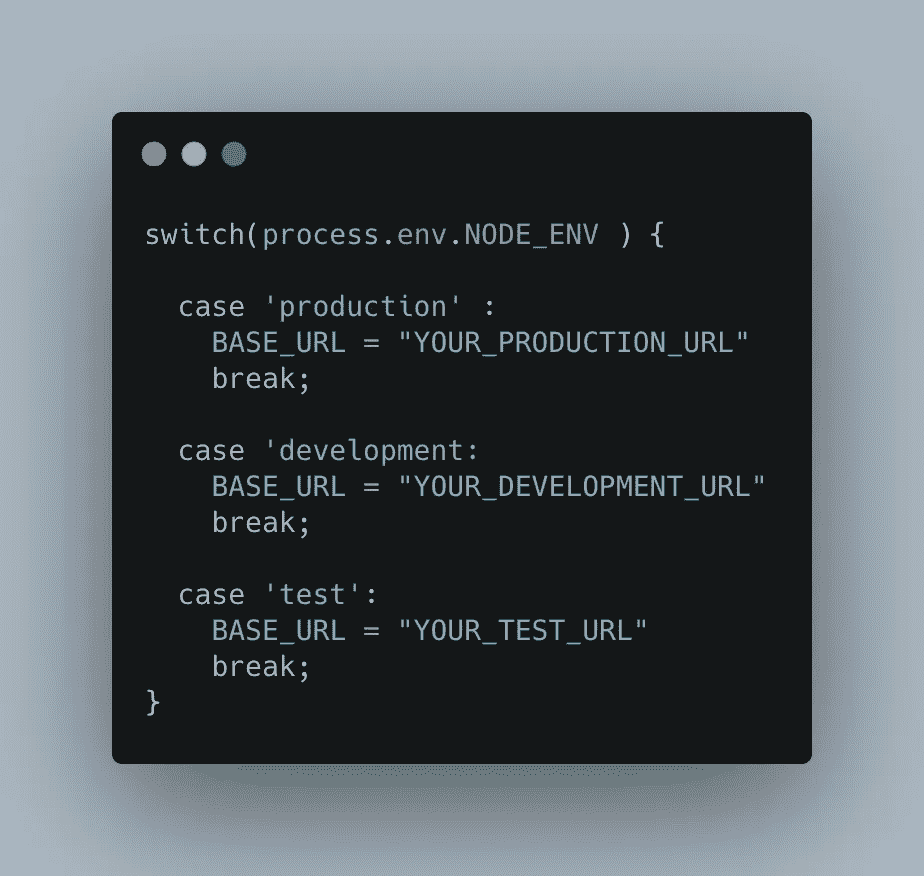 switch(process.env.NODE_ENV ) {
case 'production' :
BASE_URL = "YOUR_PRODUCTION_URL"
break;
case 'development:
BASE_URL = "YOUR_DEVELOPMENT_URL"
break;
case 'test':
BASE_URL = "YOUR_TEST_URL"
break;
}